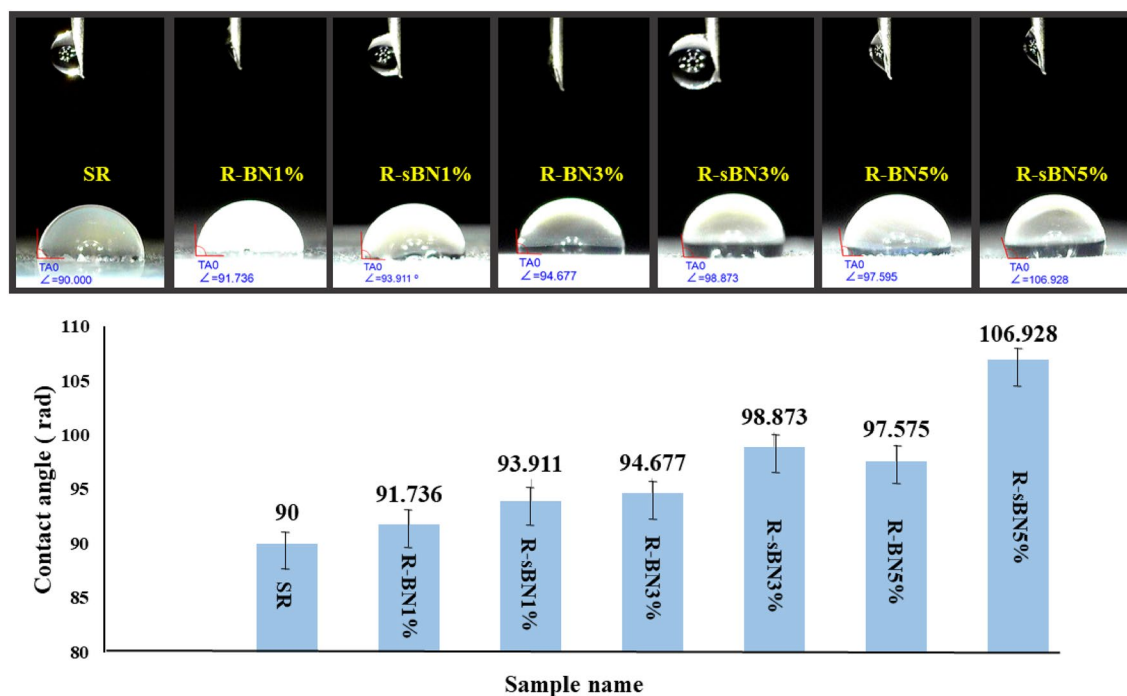 SR
R-BN1%
R-sBN1%
R-BN3%
R-sBN3%
R-BN5%
R-sBN5%
TA0
∠=90.000
TA0
∠=91.736
TA0
∠=93.911 °
TA0
∠=94.677
TA0
∠=98.873
TA0
∠=97.595
TA0
∠=106.928
Contact angle ( rad)
110
105
100
95
90
85
80
90
91.736
93.911
94.677
98.873
97.575
106.928
SR
R-BN1%
R-sBN1%
R-BN3%
R-sBN3%
R-BN5%
R-sBN5%
Sample name